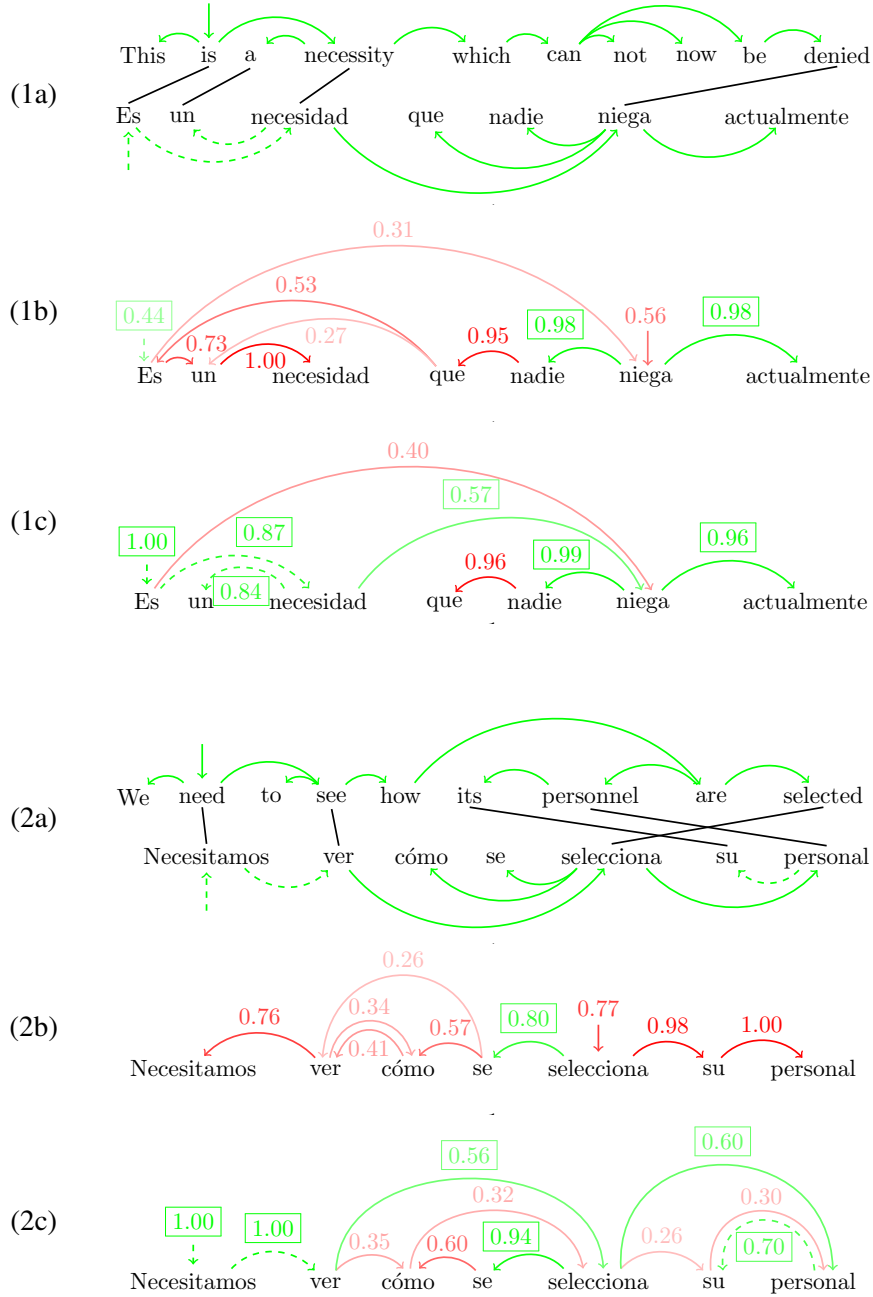 This is a necessity which can not now be denied
(1a)
Es un necesidad que nadie niega actualmente
0.31
0.53
(1b)
0.44 0.73 0.27 1.00 0.95 0.98 0.56 0.98
Es un necesidad que nadie niega actualmente
0.40
0.57
(1c)
1.00 0.87 0.84 0.96 0.99 0.96
Es un necesidad que nadie niega actualmente
We need to see how its personnel are selected
(2a)
Necesitamos ver cómo se selecciona su personal
0.26
(2b)
0.76 0.34 0.41 0.57 0.80 0.77 0.98 1.00
Necesitamos ver cómo se selecciona su personal
0.56 0.60
0.32 0.30
(2c)
1.00 1.00 0.35 0.60 0.94 0.26 0.70
Necesitamos ver cómo se selecciona su personal